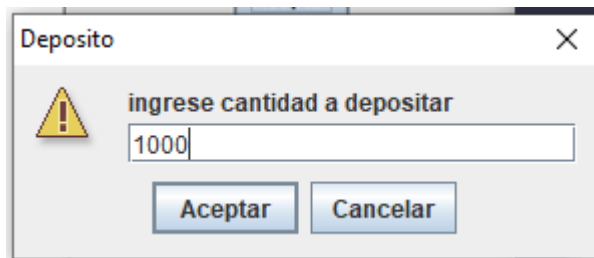 Deposito
ingrese cantidad a depositar
1000
Aceptar
Cancelar